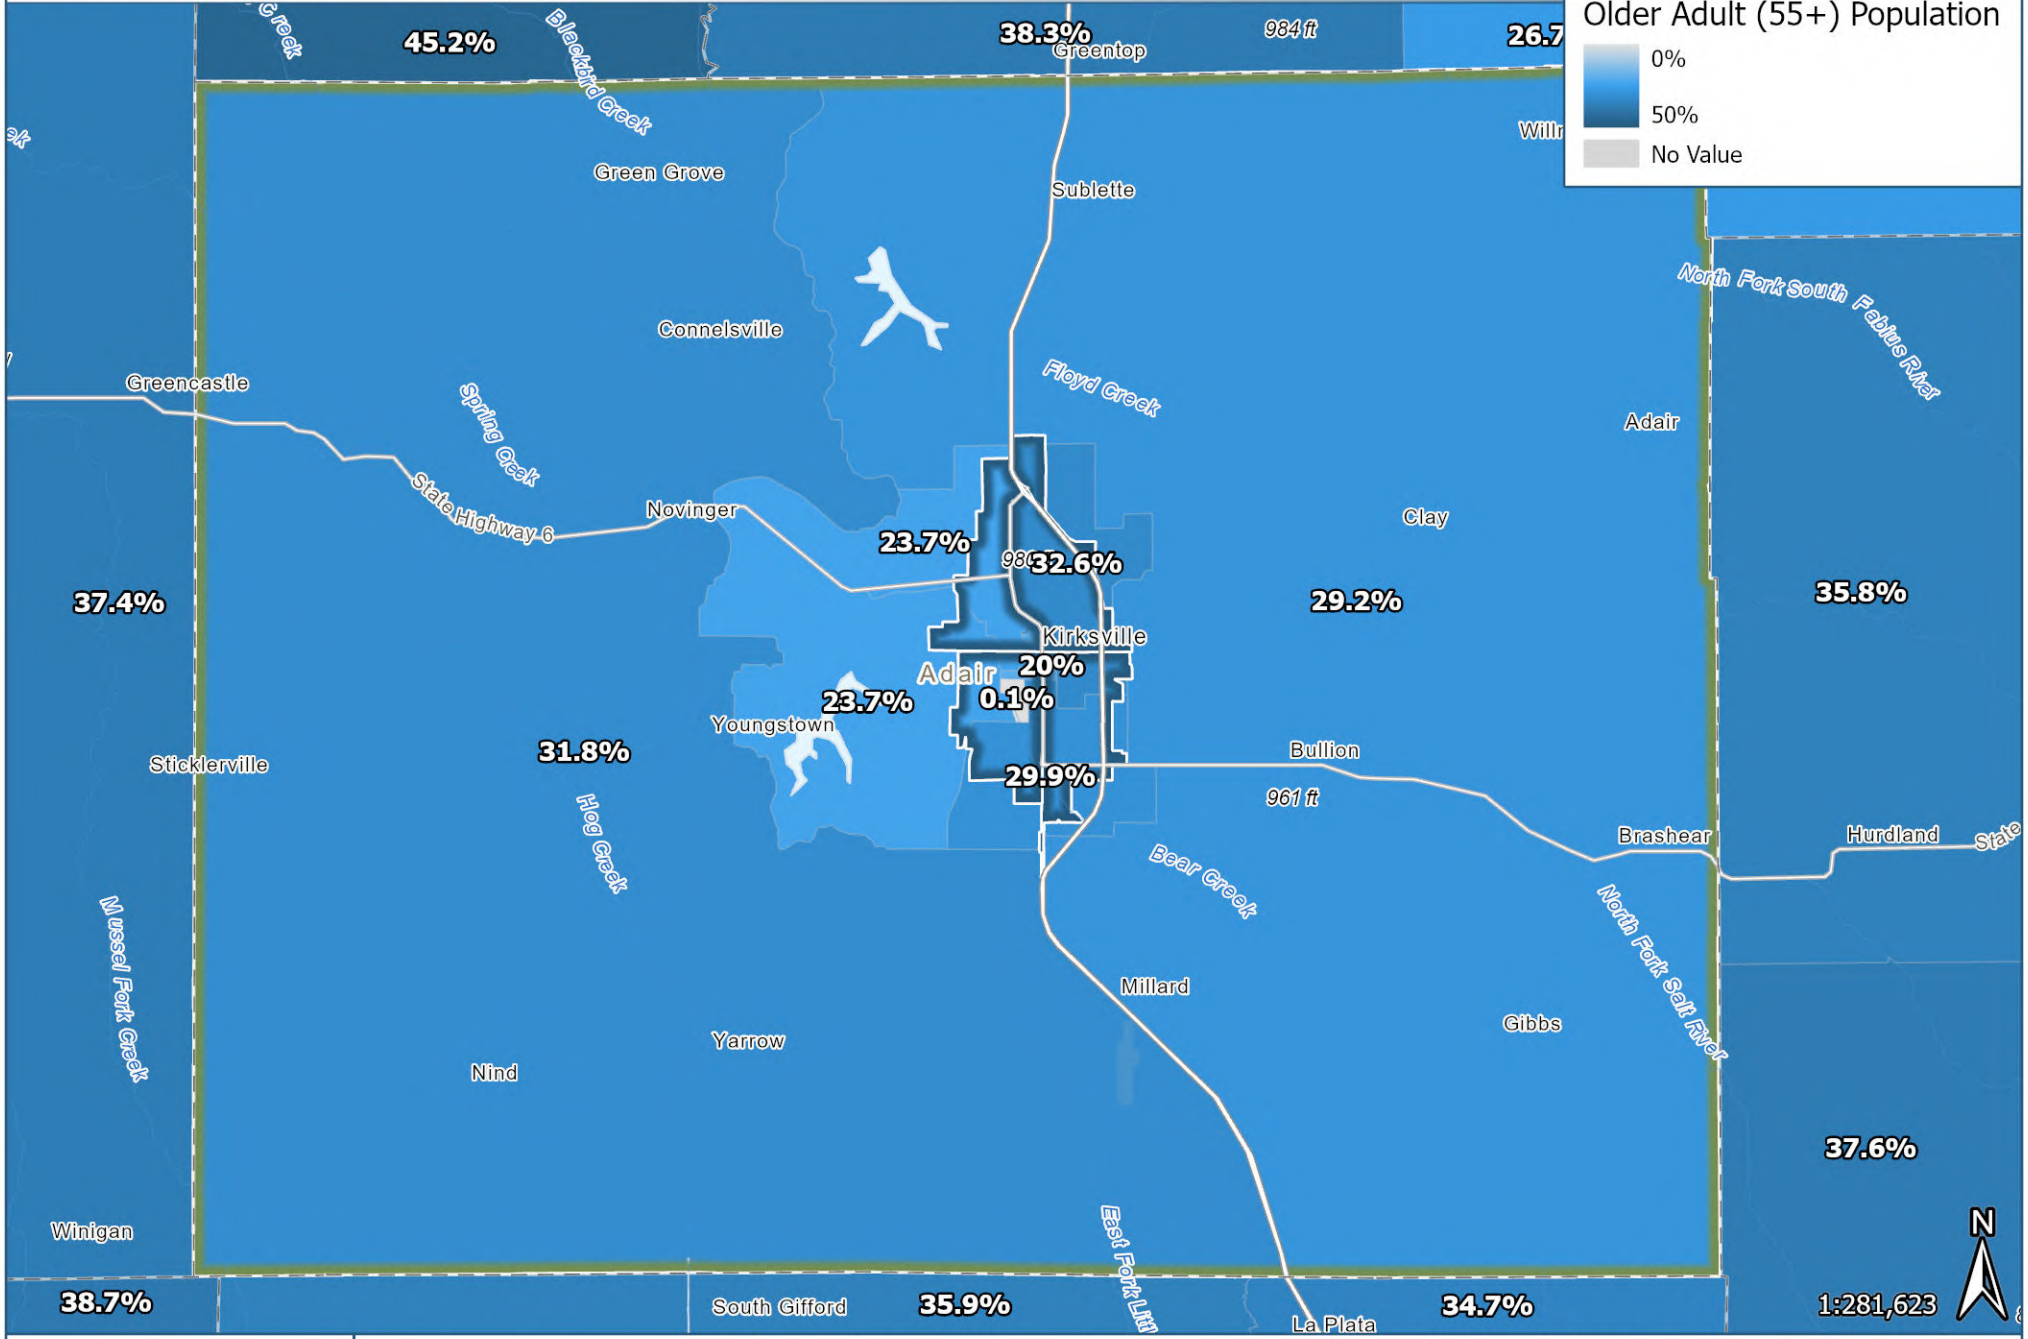 Older Adult (55+) Population
0%
50%
No Value
Creek
Blackbird Creek
45.2%
38.3%
984 ft
26.7
Greentop
Green Grove
Sublette
North Fork South Fabius River
Connelsville
Greencastle
Spring Creek
Floyd Creek
Adair
State Highway 6
Novinger
Clay
23.7%
32.6%
37.4%
29.2%
35.8%
Kirksville
20%
Adair
0.1%
23.7%
Youngstown
31.8%
Sticklerville
29.9%
Bullion
961 ft
Hog Creek
Brashear
Hurdland
State
Bear Creek
Mussel Fork Creek
North Fork Salt River
Millard
Gibbs
Yarrow
Nind
37.6%
Winigan
East Fork Litt
N
38.7%
South Gifford
35.9%
34.7%
1:281,623
La Plata